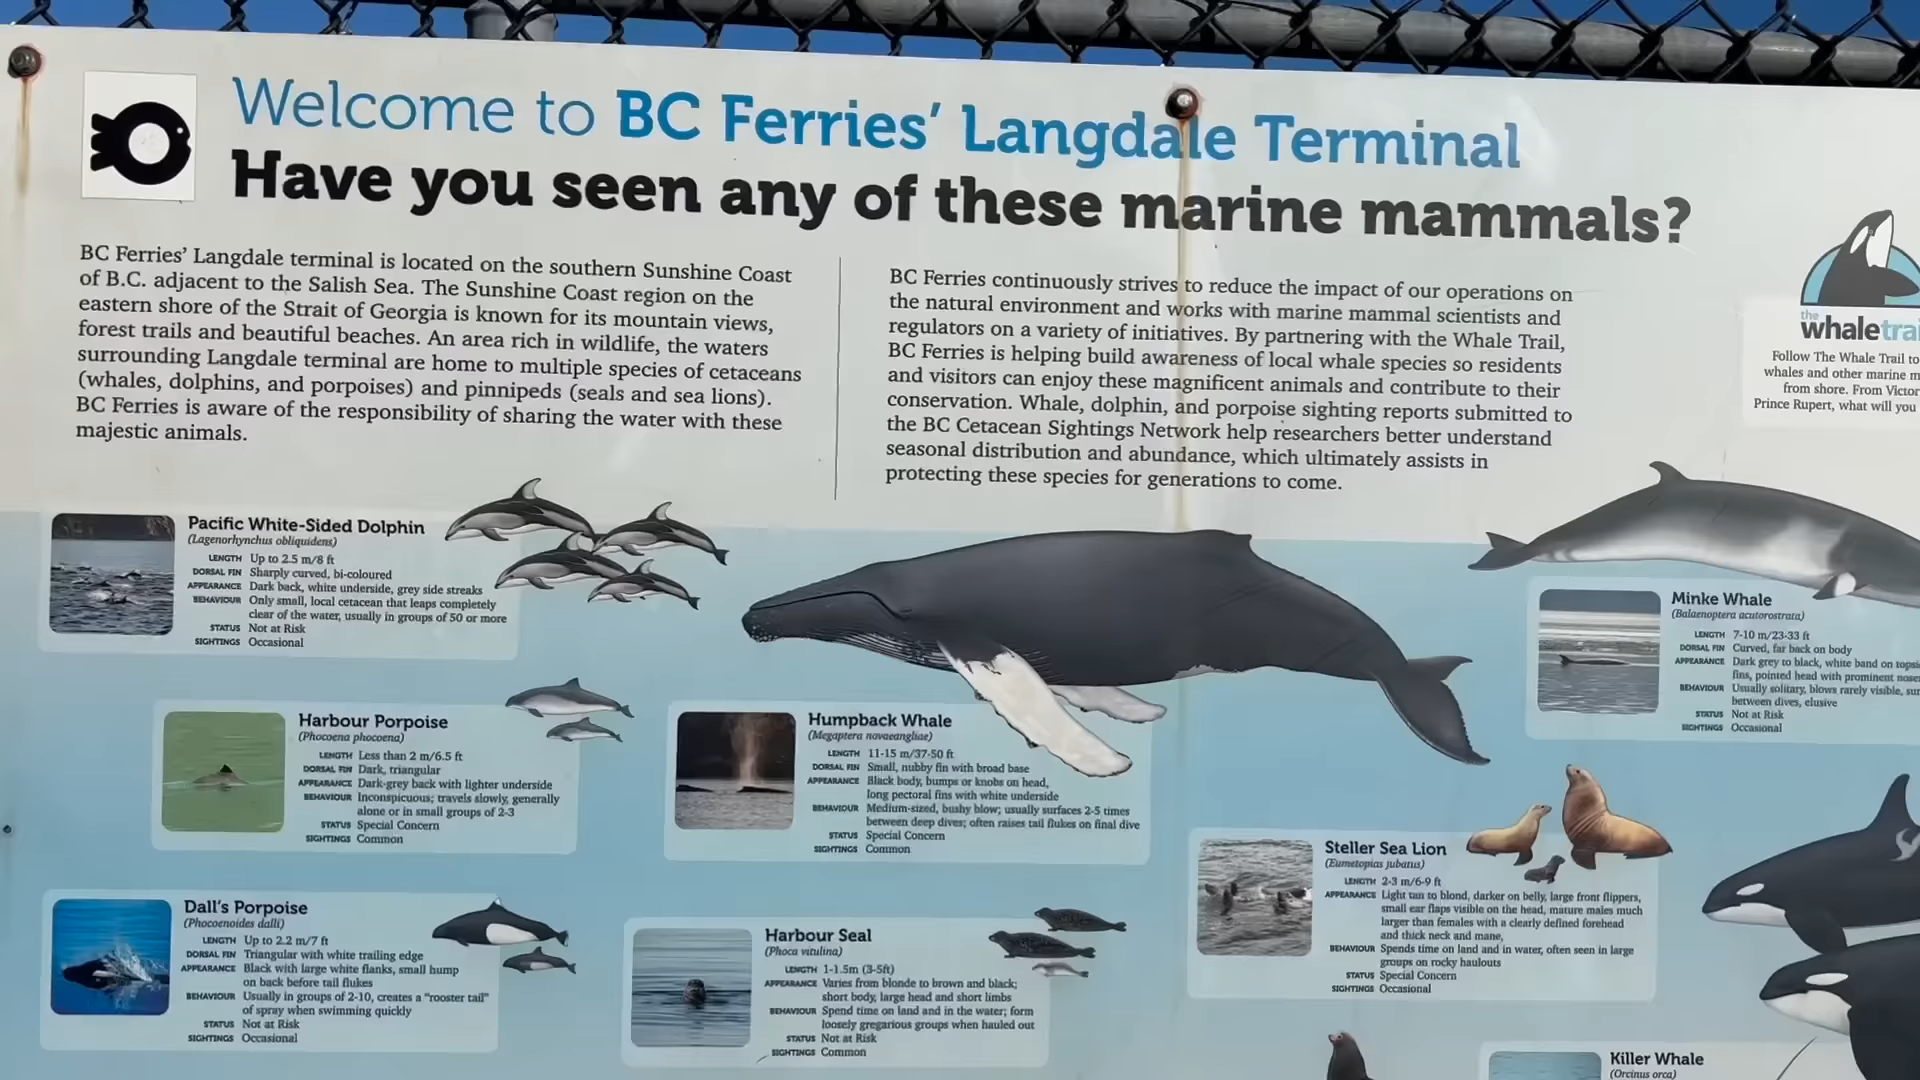 Welcome to BC Ferries' Langdale Terminal
Have you seen any of these marine mammals?
BC Ferries' Langdale terminal is located on the southern Sunshine Coast
of B.C. adjacent to the Salish Sea. The Sunshine Coast region on the
eastern shore of the Strait of Georgia is known for its mountain views,
forest trails and beautiful beaches. An area rich in wildlife, the waters
surrounding Langdale terminal are home to multiple species of cetaceans
(whales, dolphins, and porpoises) and pinnipeds (seals and sea lions).
BC Ferries is aware of the responsibility of sharing the water with these
majestic animals.
BC Ferries continuously strives to reduce the impact of our operations on
the natural environment and works with marine mammal scientists and
regulators on a variety of initiatives. By partnering with the Whale Trail,
BC Ferries is helping build awareness of local whale species so residents
and visitors can enjoy these magnificent animals and contribute to their
conservation. Whale, dolphin, and porpoise sighting reports submitted to
the BC Cetacean Sightings Network help researchers better understand
seasonal distribution and abundance, which ultimately assists in
protecting these species for generations to come.
the
whale trai
Follow The Whale Trail to
whales and other marine m
from shore. From Victor
Prince Rupert, what will you
Pacific White-Sided Dolphin
(Lagenorhynchus obliquidens)
LENGTH Up to 2.5 m/8 ft
DORSAL FIN Sharply curved, bi-coloured
APPEARANCE Dark back, white underside, grey side streaks
BEHAVIOUR Only small, local cetacean that leaps completely
clear of the water, usually in groups of 50 or more
STATUS Not at Risk
SIGHTINGS Occasional
Minke Whale
(Balaenoptera acutorostrata)
LENGTH 7-10 m/23-33 ft
DORSAL FIN Curved, far back on body
APPEARANCE Dark grey to black, white band on topsi
fins, pointed head with prominent nose
BEHAVIOUR Usually solitary, blows rarely visible, sur
between dives, elusive
STATUS Not at Risk
SIGHTINGS Occasional
Harbour Porpoise
(Phocoena phocoena)
LENGTH Less than 2 m/6.5 ft
DORSAL FIN Dark, triangular
APPEARANCE Dark-grey back with lighter underside
BEHAVIOUR Inconspicuous; travels slowly, generally
alone or in small groups of 2-3
STATUS Special Concern
SIGHTINGS Common
Humpback Whale
(Megaptera novaeangliae)
LENGTH 11-15 m/37-50 ft
DORSAL FIN Small, nubby fin with broad base
APPEARANCE Black body, bumps or knobs on head,
long pectoral fins with white underside
BEHAVIOUR Medium-sized, bushy blow; usually surfaces 2-5 times
between deep dives; often raises tail flukes on final dive
STATUS Special Concern
SIGHTINGS Common
Steller Sea Lion
(Eumetopias jubatus)
LENGTH 2-3 m/6-9 ft
APPEARANCE Light tan to blond, darker on belly, large front flippers,
small ear flaps visible on the head, mature males much
larger than females with a clearly defined forehead
and thick neck and mane,
BEHAVIOUR Spends time on land and in water, often seen in large
groups on rocky haulouts
STATUS Special Concern
SIGHTINGS Occasional
Dall's Porpoise
(Phocoenoides dalli)
LENGTH Up to 2.2 m/7 ft
DORSAL FIN Triangular with white trailing edge
APPEARANCE Black with large white flanks, small hump
on back before tail flukes
BEHAVIOUR Usually in groups of 2-10, creates a "rooster tail"
of spray when swimming quickly
STATUS Not at Risk
SIGHTINGS Occasional
Harbour Seal
(Phoca vitulina)
LENGTH 1-1.5m (3-5ft)
APPEARANCE Varies from blonde to brown and black;
short body, large head and short limbs
BEHAVIOUR Spend time on land and in the water; form
loosely gregarious groups when hauled out
STATUS Not at Risk
SIGHTINGS Common
Killer Whale
(Orcinus orca)